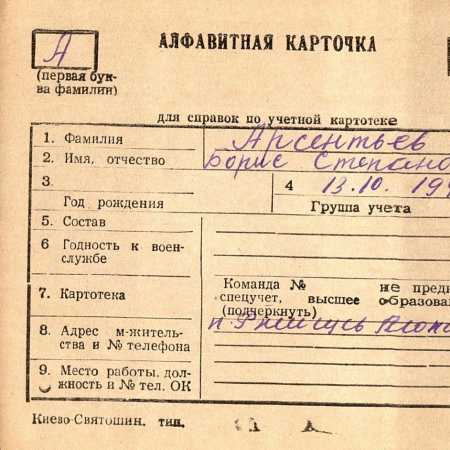 А
АЛФАВИТНАЯ КАРТОЧКА
(первая бук-
ва фамилии)
для справок по учетной картотеке
1. Фамилия Арсентьев
2. Имя, отчество Борис Степано
3. 4 13.10.19
Год рождения Группа учета
5. Состав
6 Годность к воен-
службе
Команда № не пред
7. Картотека спецучет, высшее образова
(подчеркнуть)
8. Адрес м-житель-
ства и № телефона
9. Место работы, дол-
жность и № тел. ОК
Киево-Святошин. тип.